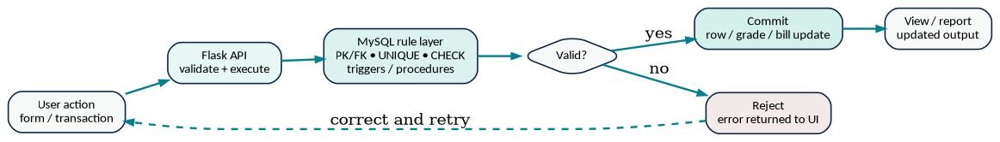 User action
form / transaction
Flask API
validate + execute
MySQL rule layer
PK/FK • UNIQUE • CHECK
triggers / procedures
Valid?
yes
Commit
row / grade / bill update
View / report
updated output
no
Reject
error returned to UI
correct and retry